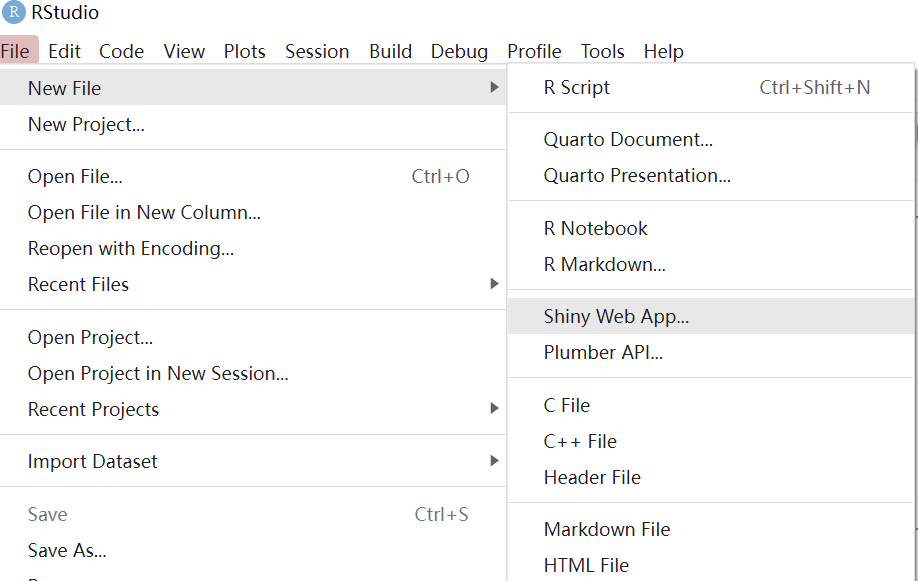 R RStudio
File Edit Code View Plots Session Build Debug Profile Tools Help
New File
New Project...
Open File... Ctrl+O
Open File in New Column...
Reopen with Encoding...
Recent Files
Open Project...
Open Project in New Session...
Recent Projects
Import Dataset
Save Ctrl+S
Save As...
R Script Ctrl+Shift+N
Quarto Document...
Quarto Presentation...
R Notebook
R Markdown...
Shiny Web App...
Plumber API...
C File
C++ File
Header File
Markdown File
HTML File